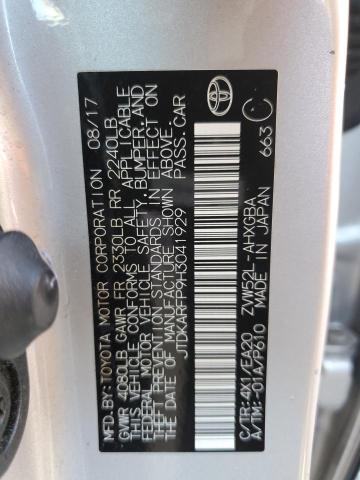 MFD.BY:TOYOTA MOTOR CORPORATION 08/17
GVWR 4080LB GAWR FR 2330LB RR 2240LB
THIS VEHICLE CONFORMS TO ALL APPLICABLE
FEDERAL MOTOR VEHICLE SAFETY, BUMPER, AND
THEFT PREVENTION STANDARDS IN EFFECT ON
THE DATE OF MANUFACTURE SHOWN ABOVE.
JTDKARFP9H3041929 PASS.CAR
C/TR:4X1/EA20 ZVW52L-AHXGBA
A/TM:-01A/PS10 MADE IN JAPAN
663 C